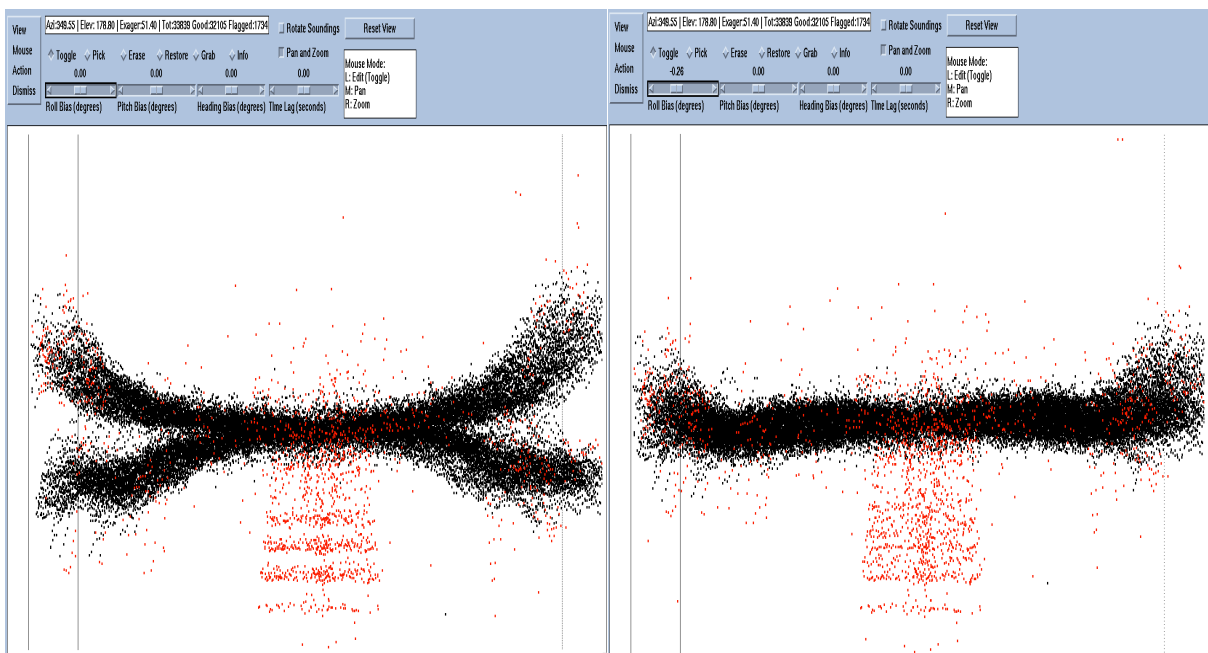 View
Mouse
Action
Dismiss
Azi:349.55 | Elev: 178.80 | Exager:51.40 | Tot:33839 Good:32105 Flagged:1734
Rotate Soundings
Reset View
Toggle Pick Erase Restore Grab Info
Pan and Zoom
0.00 0.00 0.00 0.00
Roll Bias (degrees) Pitch Bias (degrees) Heading Bias (degrees) Time Lag (seconds)
Mouse Mode:
L: Edit (Toggle)
M: Pan
R: Zoom
View
Mouse
Action
Dismiss
Azi:349.55 | Elev: 178.80 | Exager:51.40 | Tot:33839 Good:32105 Flagged:1734
Rotate Soundings
Reset View
Toggle Pick Erase Restore Grab Info
Pan and Zoom
-0.26 0.00 0.00 0.00
Roll Bias (degrees) Pitch Bias (degrees) Heading Bias (degrees) Time Lag (seconds)
Mouse Mode:
L: Edit (Toggle)
M: Pan
R: Zoom